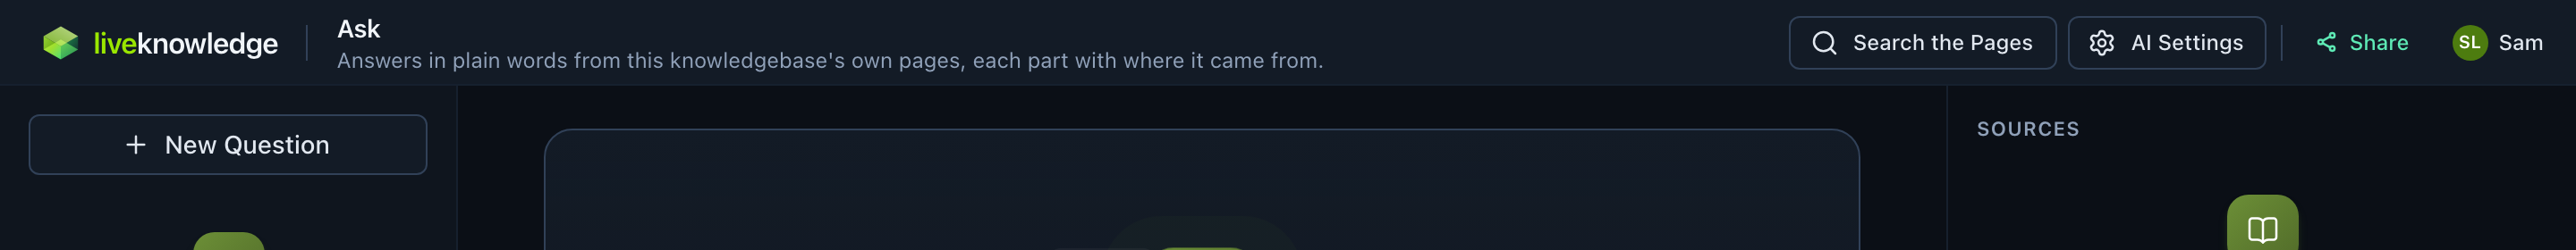 liveknowledge
Ask
Answers in plain words from this knowledgebase's own pages, each part with where it came from.
Search the Pages
AI Settings
Share
SL
Sam
New Question
SOURCES